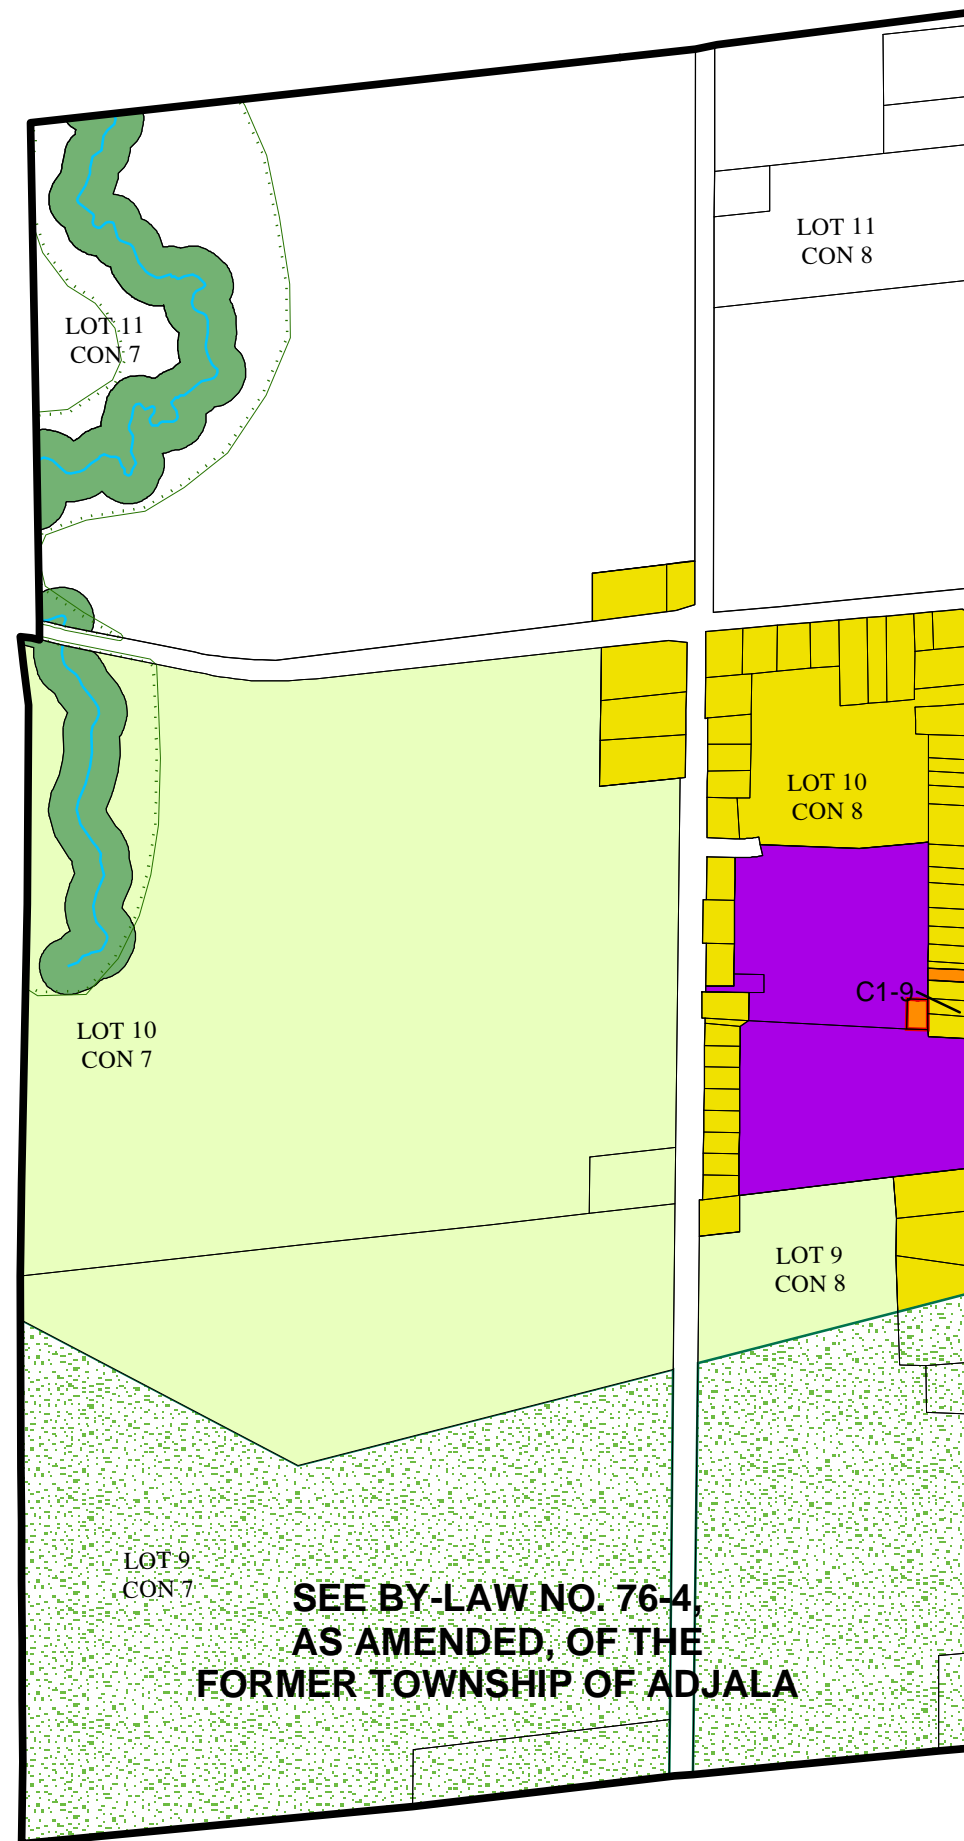 LOT 11
CON 8
LOT 11
CON 7
LOT 10
CON 8
C1-9
LOT 10
CON 7
LOT 9
CON 8
LOT 9
CON 7
SEE BY-LAW NO. 76-4,
AS AMENDED, OF THE
FORMER TOWNSHIP OF ADJALA